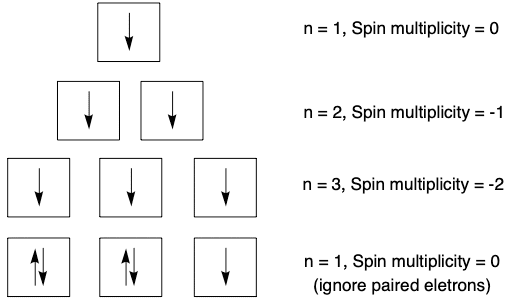 n = 1, Spin multiplicity = 0
n = 2, Spin multiplicity = -1
n = 3, Spin multiplicity = -2
n = 1, Spin multiplicity = 0
(ignore paired eletrons)